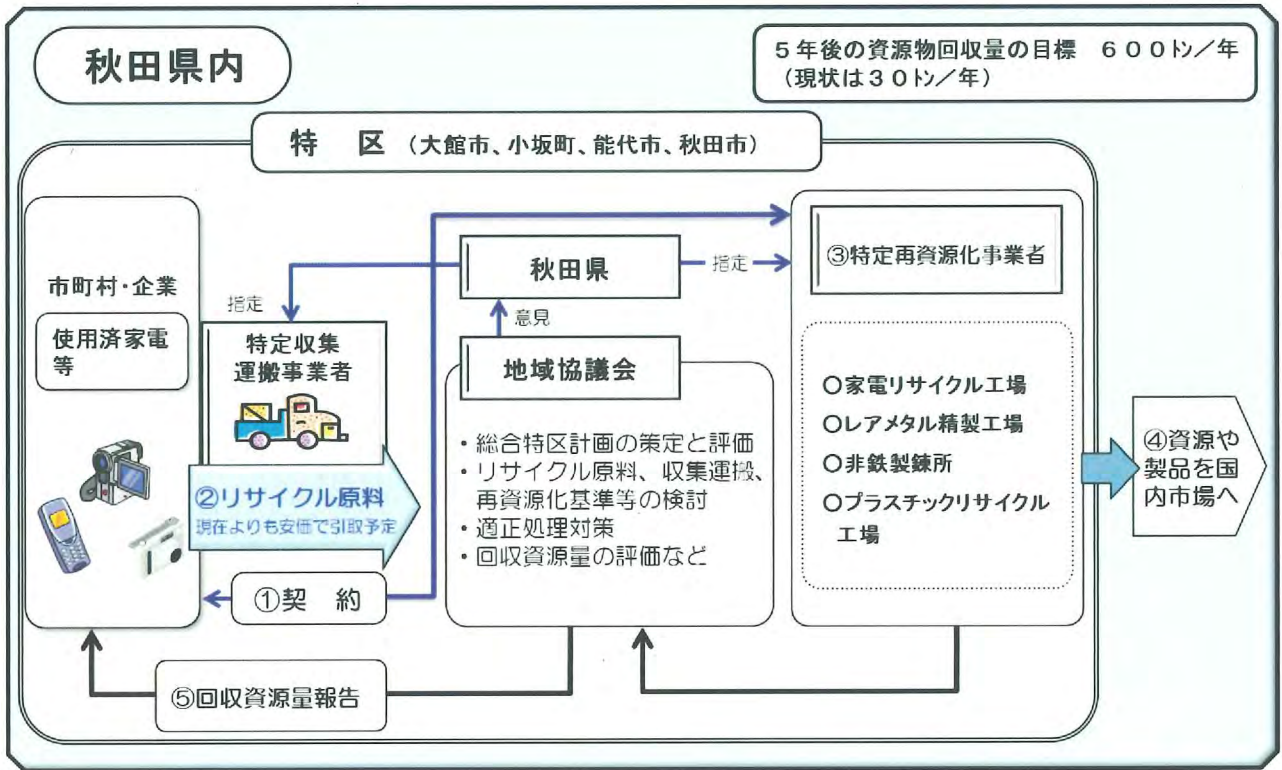 秋田県内
5年後の資源物回収量の目標 600トン/年
(現状は30トン/年)
特 区 (大館市、小坂町、能代市、秋田市)
市町村・企業
使用済家電
等
指定
特定収集
運搬事業者
②リサイクル原料
現在よりも安価で引取予定
①契 約
秋田県
指定
意見
地域協議会
・総合特区計画の策定と評価
・リサイクル原料、収集運搬、
再資源化基準等の検討
・適正処理対策
・回収資源量の評価など
③特定再資源化事業者
○家電リサイクル工場
○レアメタル精製工場
○非鉄製錬所
○プラスチックリサイクル
工場
④資源や
製品を国
内市場へ
⑤回収資源量報告